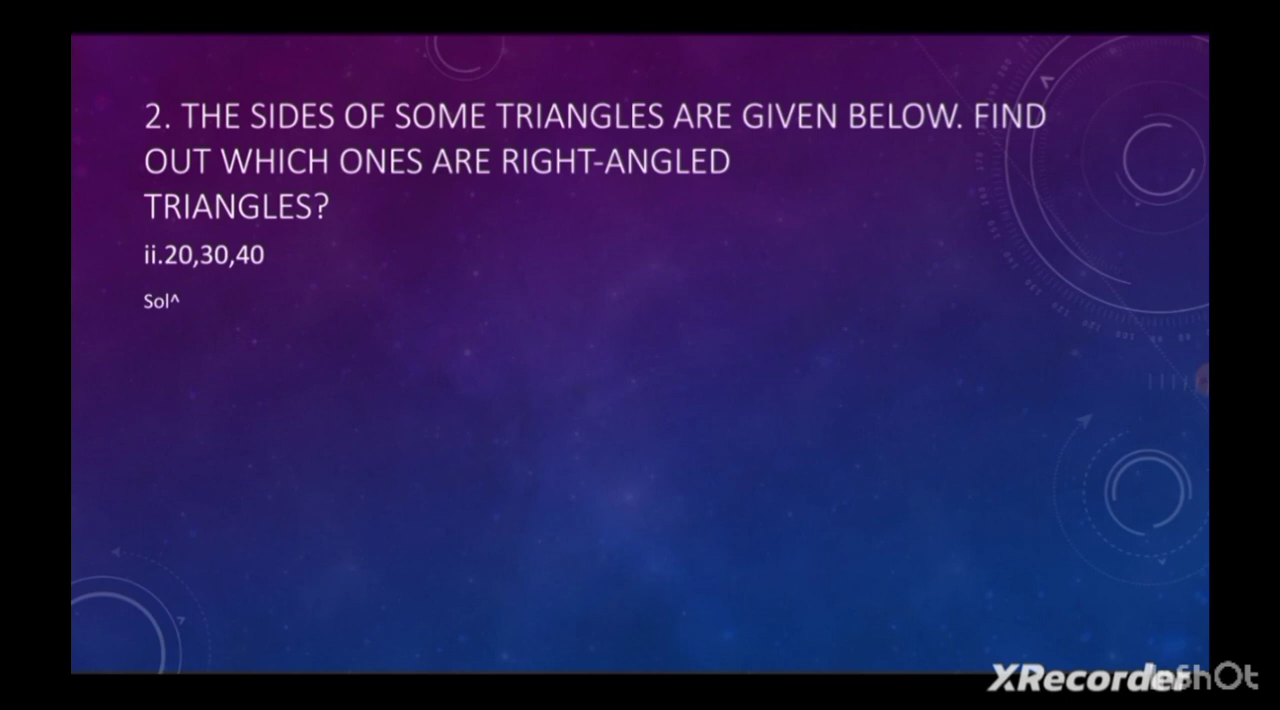 2. THE SIDES OF SOME TRIANGLES ARE GIVEN BELOW. FIND
OUT WHICH ONES ARE RIGHT-ANGLED
TRIANGLES?
ii.20,30,40
Sol^
XRecorder